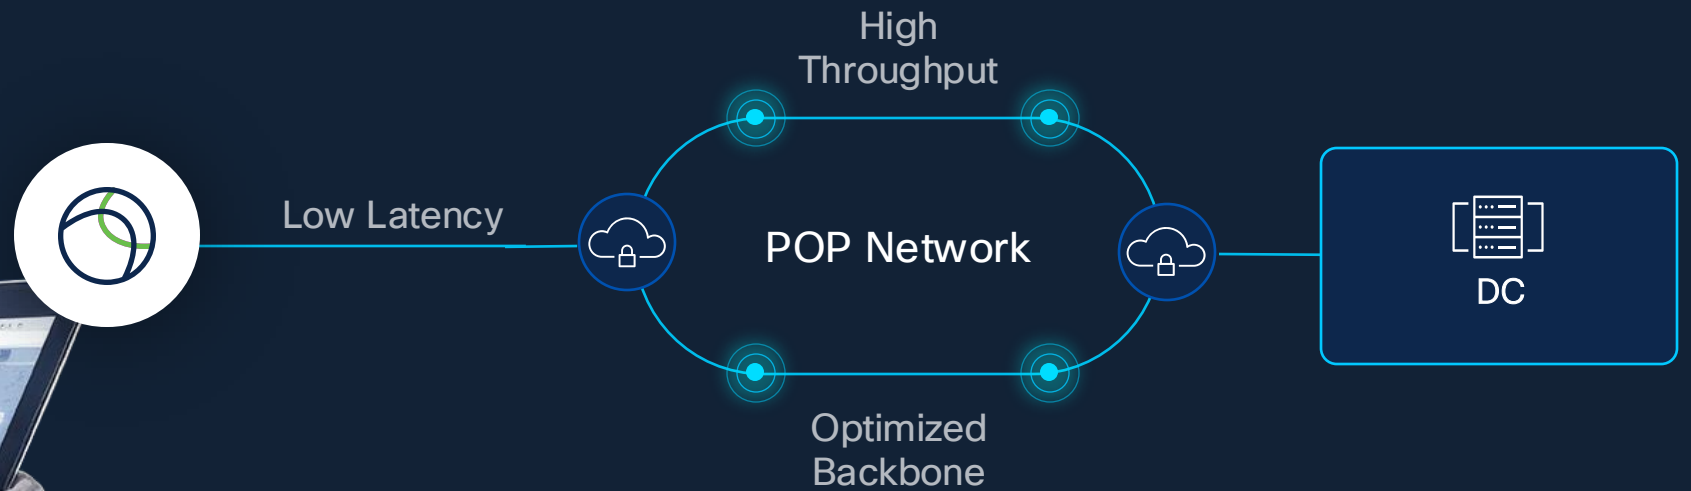 High
Throughput
Low Latency
POP Network
DC
Optimized
Backbone